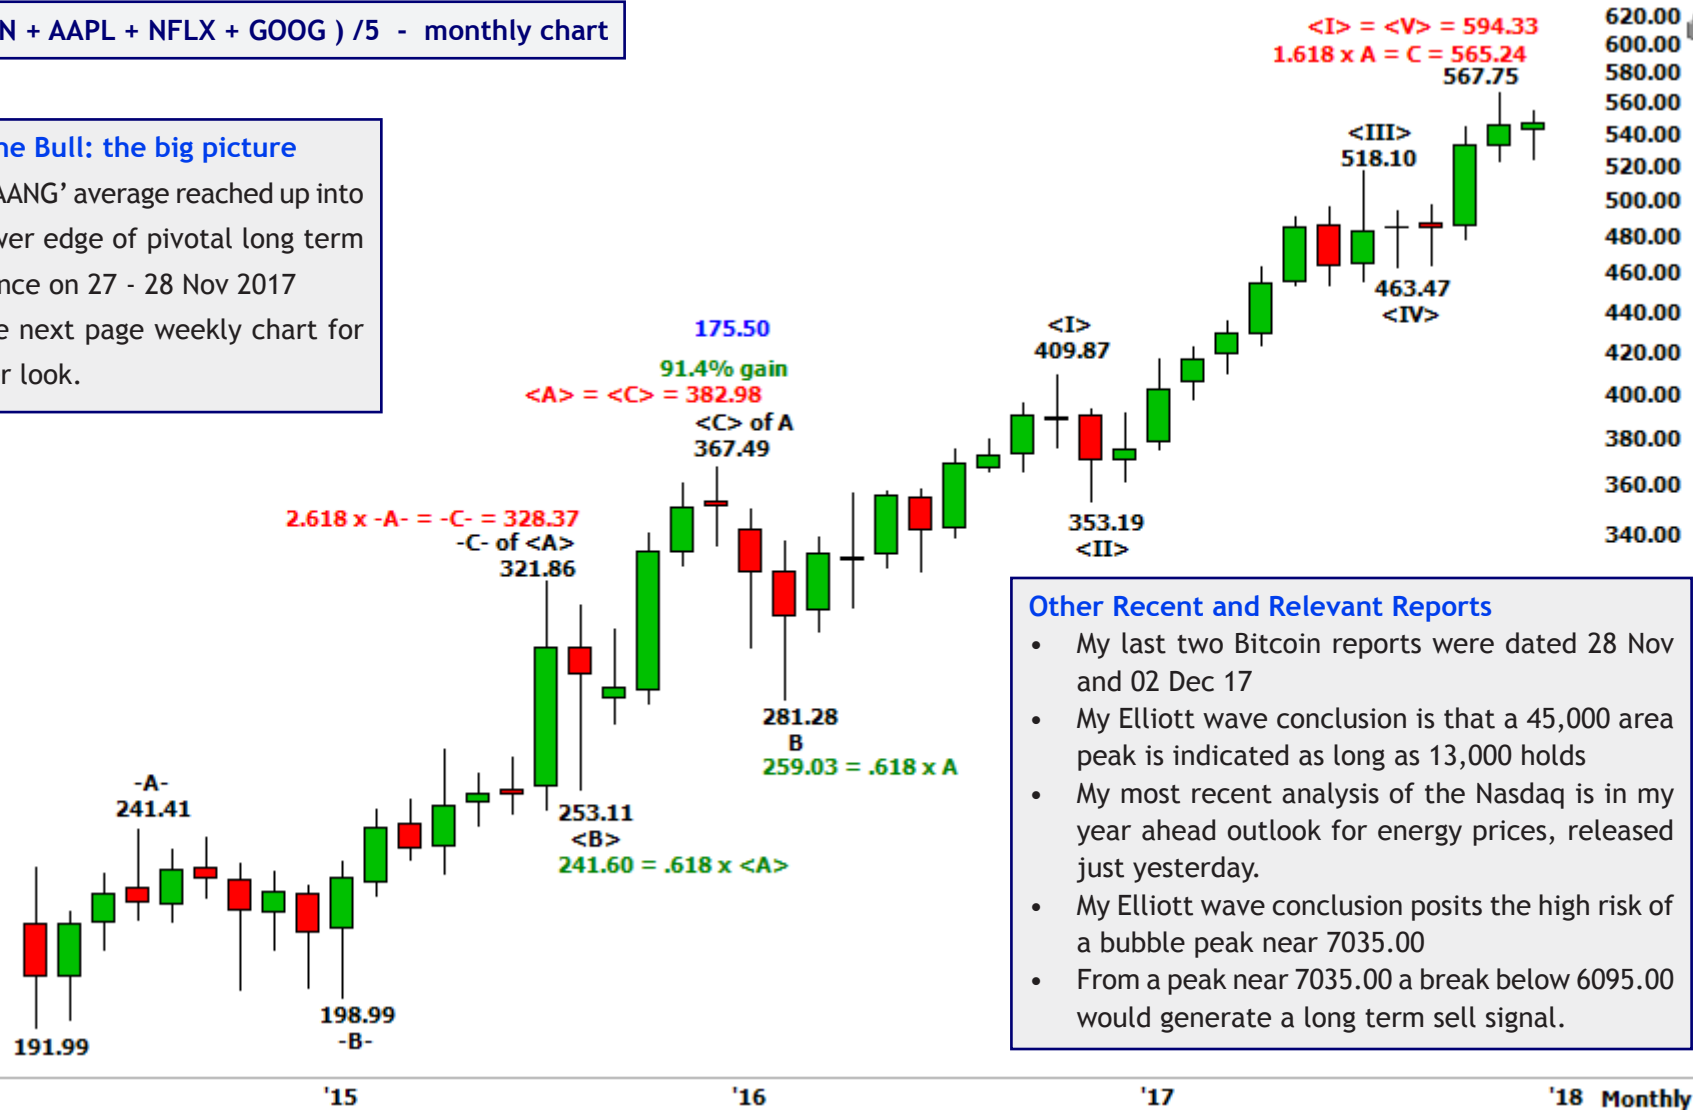 N + AAPL + NFLX + GOOG ) /5 - monthly chart
ne Bull: the big picture
AANG’ average reached up into
wer edge of pivotal long term
nce on 27 - 28 Nov 2017
e next page weekly chart for
r look.
<I> = <V> = 594.33
1.618 x A = C = 565.24
567.75
<III>
518.10
463.47
<IV>
<I>
409.87
353.19
<II>
175.50
91.4% gain
<A> = <C> = 382.98
<C> of A
367.49
2.618 x -A- = -C- = 328.37
-C- of <A>
321.86
281.28
B
259.03 = .618 x A
253.11
<B>
241.60 = .618 x <A>
-A-
241.41
198.99
-B-
191.99
620.00
600.00
580.00
560.00
540.00
520.00
500.00
480.00
460.00
440.00
420.00
400.00
380.00
360.00
340.00
Other Recent and Relevant Reports
• My last two Bitcoin reports were dated 28 Nov
and 02 Dec 17
• My Elliott wave conclusion is that a 45,000 area
peak is indicated as long as 13,000 holds
• My most recent analysis of the Nasdaq is in my
year ahead outlook for energy prices, released
just yesterday.
• My Elliott wave conclusion posits the high risk of
a bubble peak near 7035.00
• From a peak near 7035.00 a break below 6095.00
would generate a long term sell signal.
'15 '16 '17 '18 Monthly